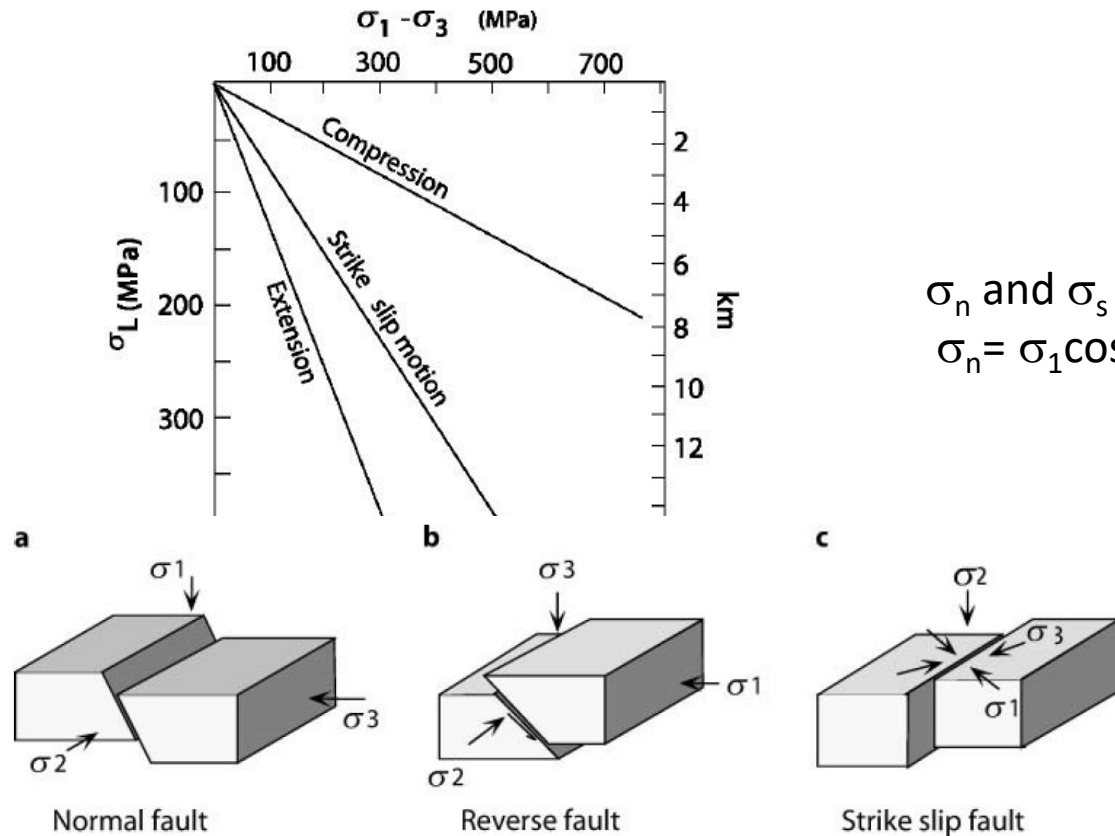 σ1 -σ3 (MPa)
100 300 500 700
Compression
Strike slip motion
Extension
σL (MPa)
100
200
300
2
4
6
8
10
12
km
σn and σs
σn= σ1cos
a
σ1
σ2
σ3
Normal fault
b
σ3
σ1
σ2
Reverse fault
c
σ2
σ3
σ1
Strike slip fault